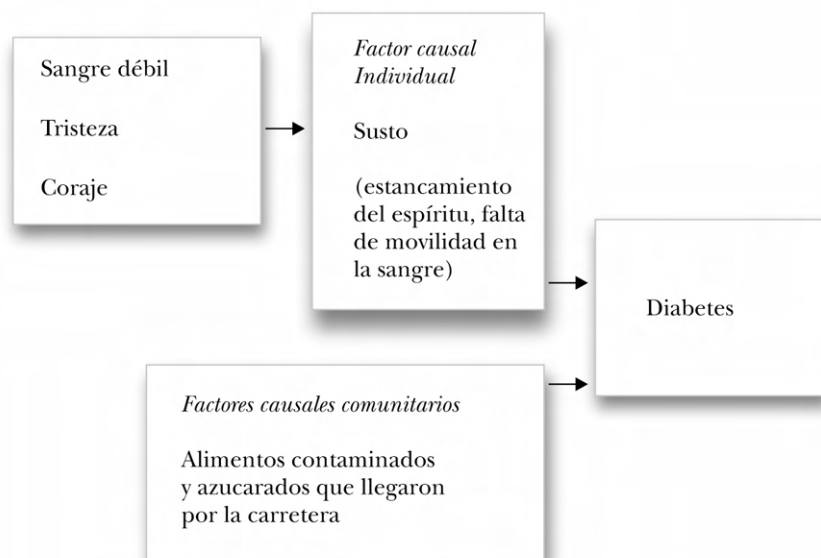 Sangre débil
Tristeza
Coraje
Factor causal
Individual
Susto
(estancamiento
del espíritu, falta
de movilidad en
la sangre)
Diabetes
Factores causales comunitarios
Alimentos contaminados
y azucarados que llegaron
por la carretera